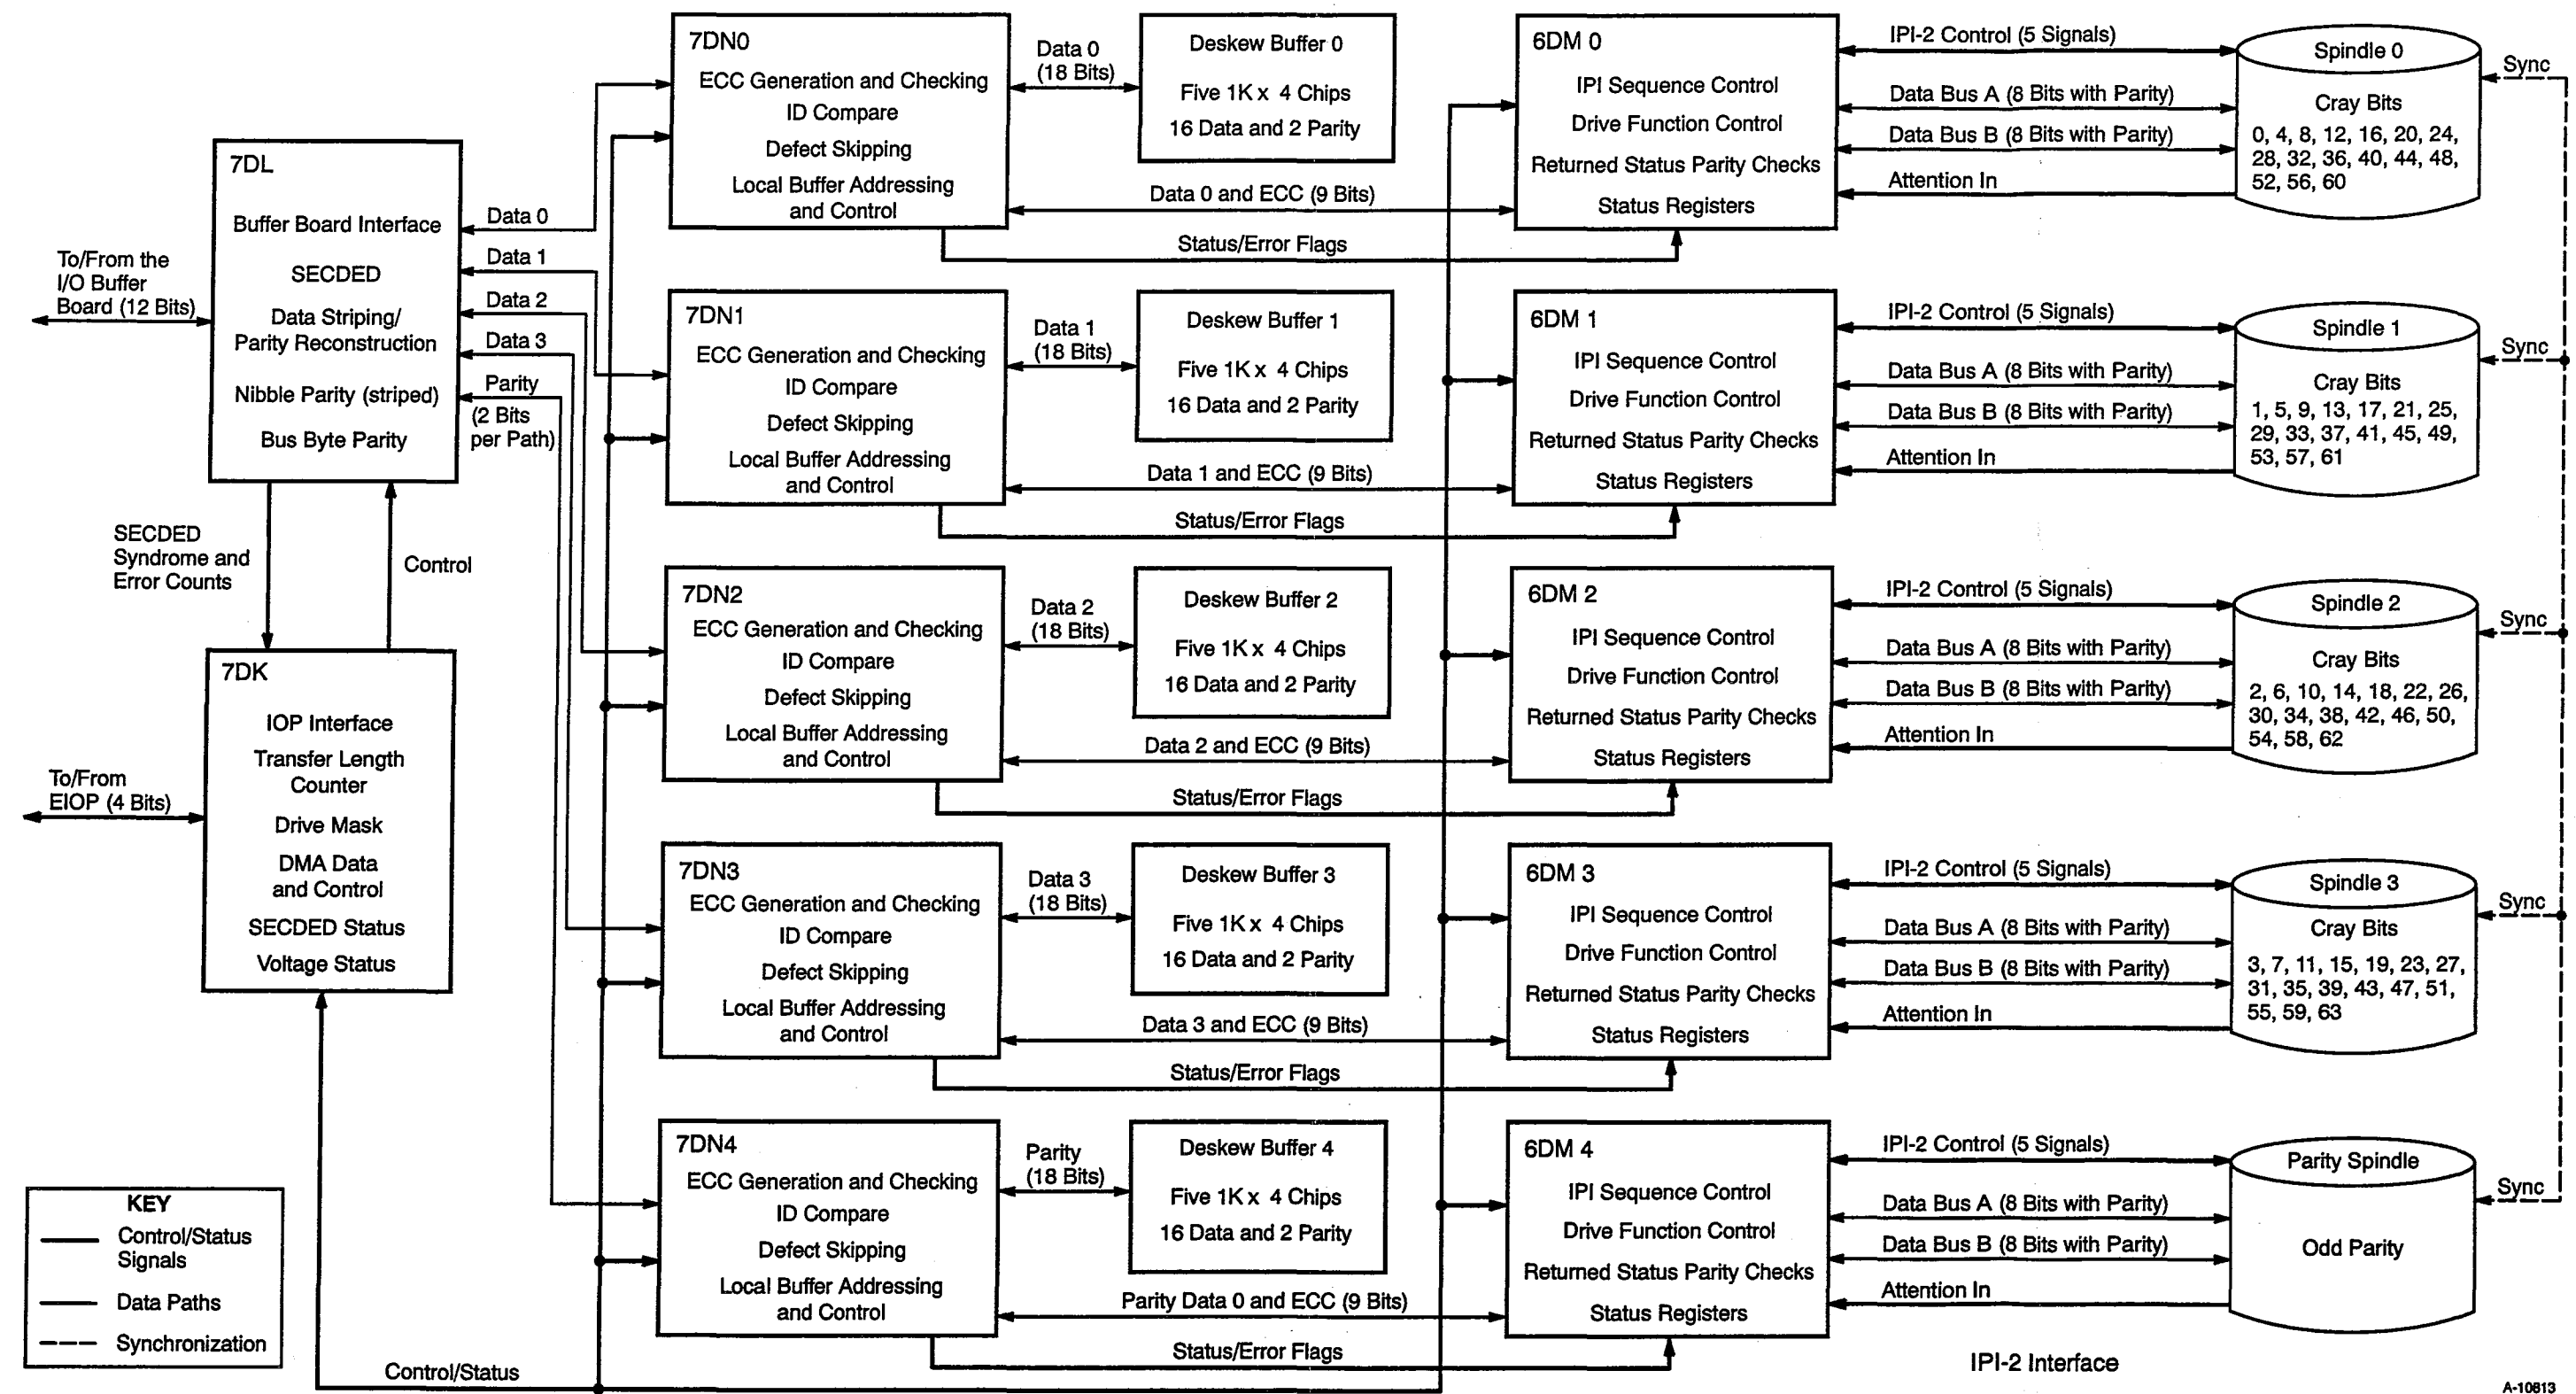 7DL
Buffer Board Interface
SECDED
Data Striping/
Parity Reconstruction
Nibble Parity (striped)
Bus Byte Parity
To/From the
I/O Buffer
Board (12 Bits)
Data 0
Data 1
Data 2
Data 3
Parity
(2 Bits
per Path)
SECDED
Syndrome and
Error Counts
Control
7DK
IOP Interface
Transfer Length
Counter
Drive Mask
DMA Data
and Control
SECDED Status
Voltage Status
To/From
EIOP (4 Bits)
KEY
Control/Status
Signals
Data Paths
Synchronization
Control/Status
7DN0
ECC Generation and Checking
ID Compare
Defect Skipping
Local Buffer Addressing
and Control
Data 0
(18 Bits)
Deskew Buffer 0
Five 1K x 4 Chips
16 Data and 2 Parity
Data 0 and ECC (9 Bits)
Status/Error Flags
6DM 0
IPI Sequence Control
Drive Function Control
Returned Status Parity Checks
Status Registers
IPI-2 Control (5 Signals)
Data Bus A (8 Bits with Parity)
Data Bus B (8 Bits with Parity)
Attention In
Spindle 0
Cray Bits
0, 4, 8, 12, 16, 20, 24,
28, 32, 36, 40, 44, 48,
52, 56, 60
Sync
7DN1
ECC Generation and Checking
ID Compare
Defect Skipping
Local Buffer Addressing
and Control
Data 1
(18 Bits)
Deskew Buffer 1
Five 1K x 4 Chips
16 Data and 2 Parity
Data 1 and ECC (9 Bits)
Status/Error Flags
6DM 1
IPI Sequence Control
Drive Function Control
Returned Status Parity Checks
Status Registers
IPI-2 Control (5 Signals)
Data Bus A (8 Bits with Parity)
Data Bus B (8 Bits with Parity)
Attention In
Spindle 1
Cray Bits
1, 5, 9, 13, 17, 21, 25,
29, 33, 37, 41, 45, 49,
53, 57, 61
Sync
7DN2
ECC Generation and Checking
ID Compare
Defect Skipping
Local Buffer Addressing
and Control
Data 2
(18 Bits)
Deskew Buffer 2
Five 1K x 4 Chips
16 Data and 2 Parity
Data 2 and ECC (9 Bits)
Status/Error Flags
6DM 2
IPI Sequence Control
Drive Function Control
Returned Status Parity Checks
Status Registers
IPI-2 Control (5 Signals)
Data Bus A (8 Bits with Parity)
Data Bus B (8 Bits with Parity)
Attention In
Spindle 2
Cray Bits
2, 6, 10, 14, 18, 22, 26,
30, 34, 38, 42, 46, 50,
54, 58, 62
Sync
7DN3
ECC Generation and Checking
ID Compare
Defect Skipping
Local Buffer Addressing
and Control
Data 3
(18 Bits)
Deskew Buffer 3
Five 1K x 4 Chips
16 Data and 2 Parity
Data 3 and ECC (9 Bits)
Status/Error Flags
6DM 3
IPI Sequence Control
Drive Function Control
Returned Status Parity Checks
Status Registers
IPI-2 Control (5 Signals)
Data Bus A (8 Bits with Parity)
Data Bus B (8 Bits with Parity)
Attention In
Spindle 3
Cray Bits
3, 7, 11, 15, 19, 23, 27,
31, 35, 39, 43, 47, 51,
55, 59, 63
Sync
7DN4
ECC Generation and Checking
ID Compare
Defect Skipping
Local Buffer Addressing
and Control
Parity
(18 Bits)
Deskew Buffer 4
Five 1K x 4 Chips
16 Data and 2 Parity
Parity Data 0 and ECC (9 Bits)
Status/Error Flags
6DM 4
IPI Sequence Control
Drive Function Control
Returned Status Parity Checks
Status Registers
IPI-2 Control (5 Signals)
Data Bus A (8 Bits with Parity)
Data Bus B (8 Bits with Parity)
Attention In
Parity Spindle
Odd Parity
Sync
IPI-2 Interface
A-10813